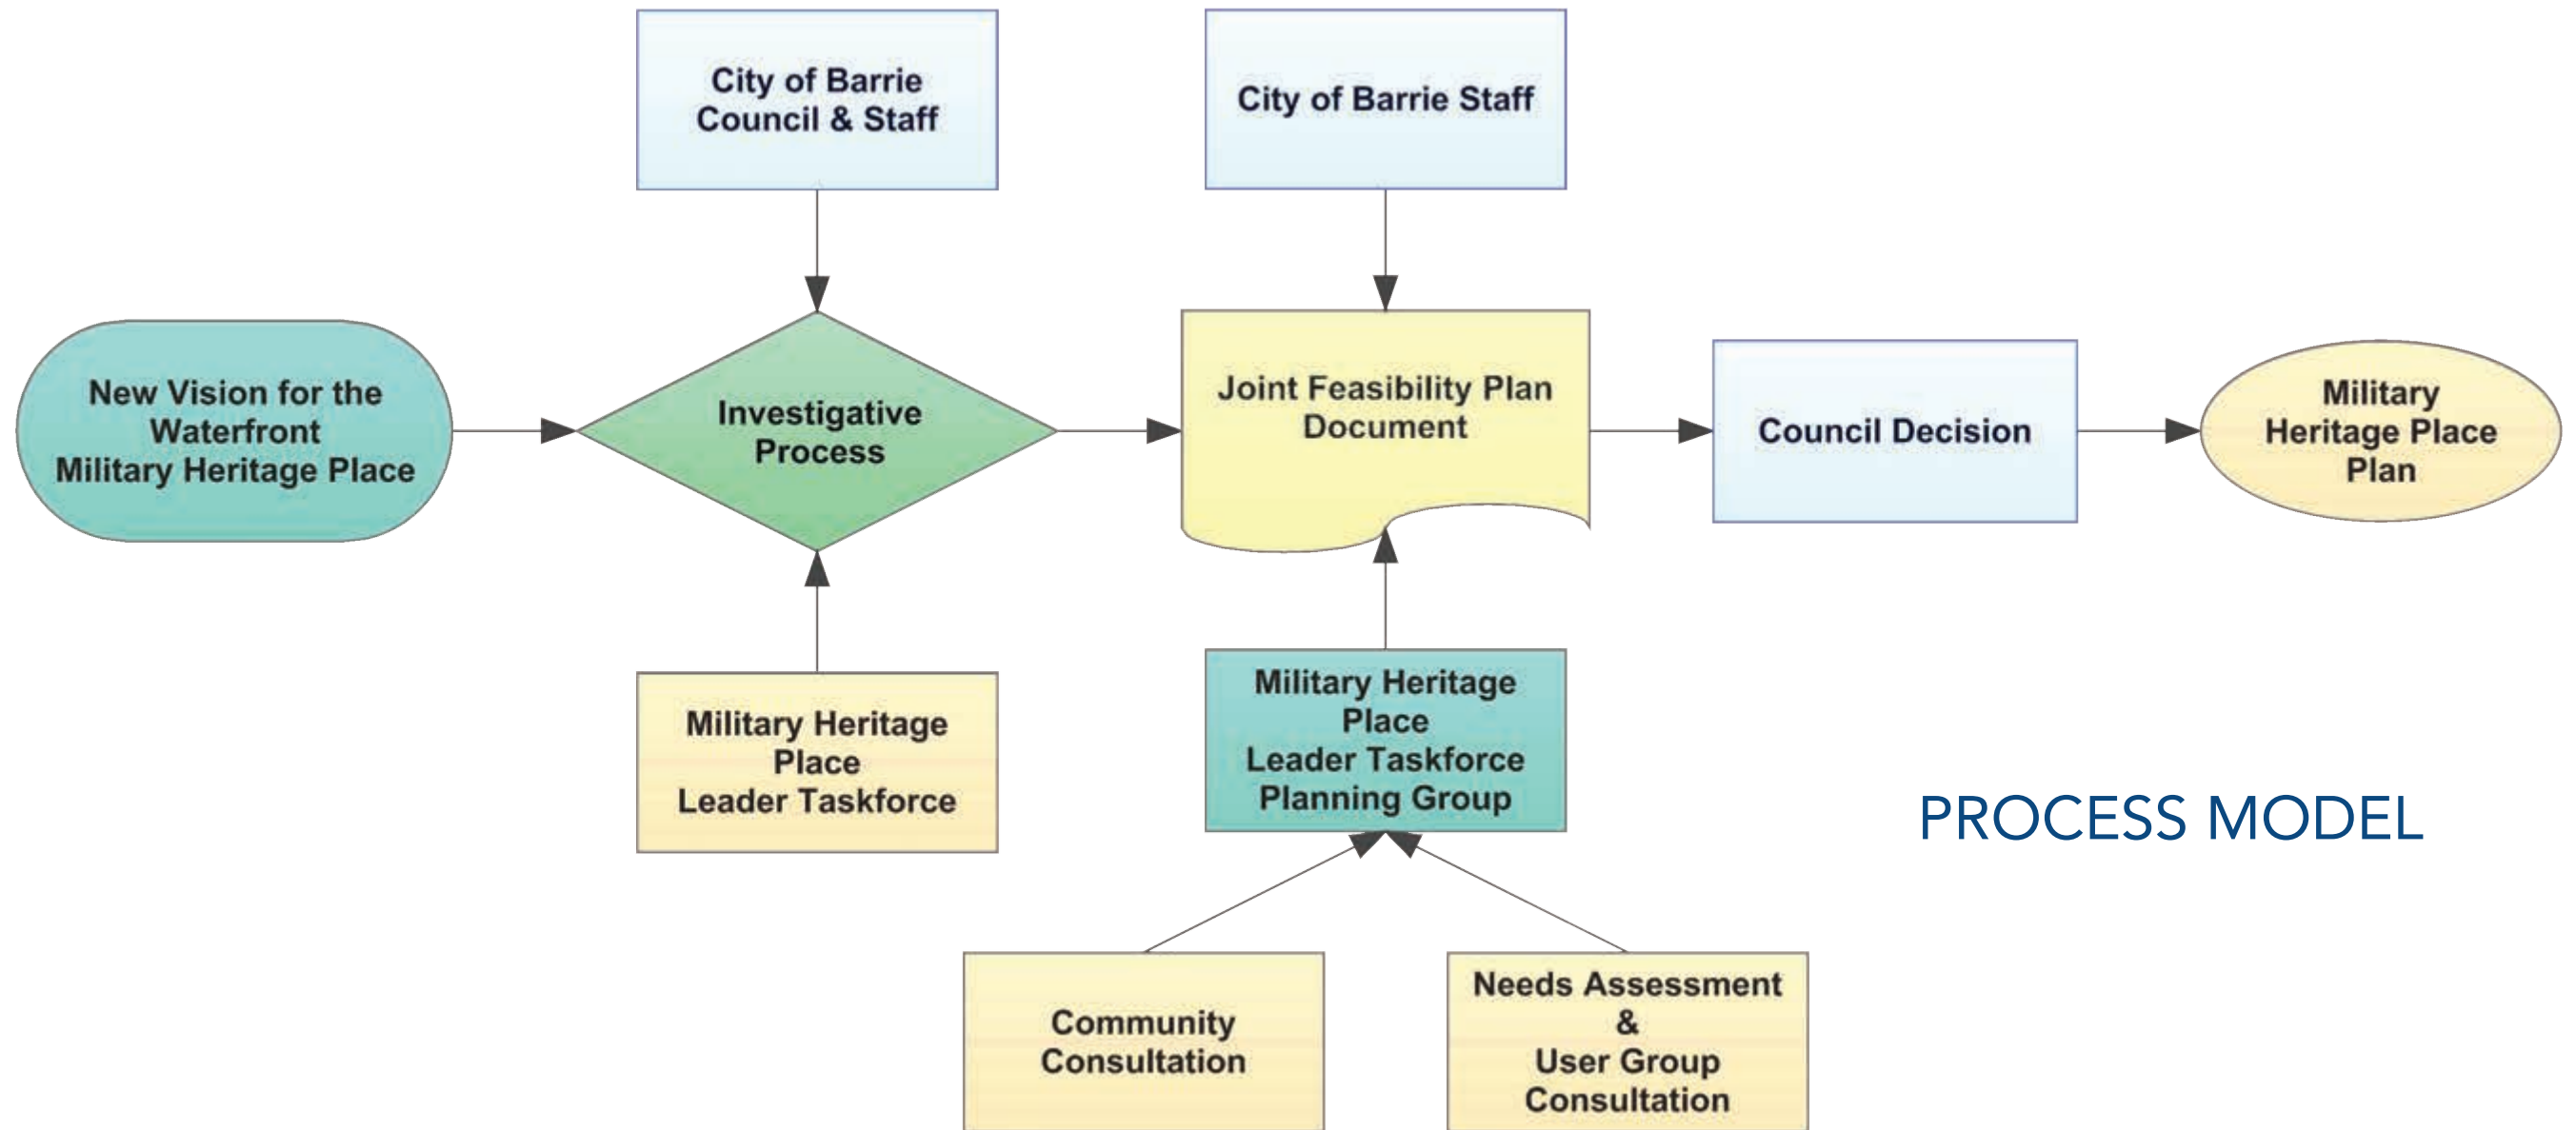 City of Barrie
Council & Staff
City of Barrie Staff
New Vision for the
Waterfront
Military Heritage Place
Investigative
Process
Joint Feasibility Plan
Document
Council Decision
Military
Heritage Place
Plan
Military Heritage
Place
Leader Taskforce
Military Heritage
Place
Leader Taskforce
Planning Group
PROCESS MODEL
Community
Consultation
Needs Assessment
&
User Group
Consultation